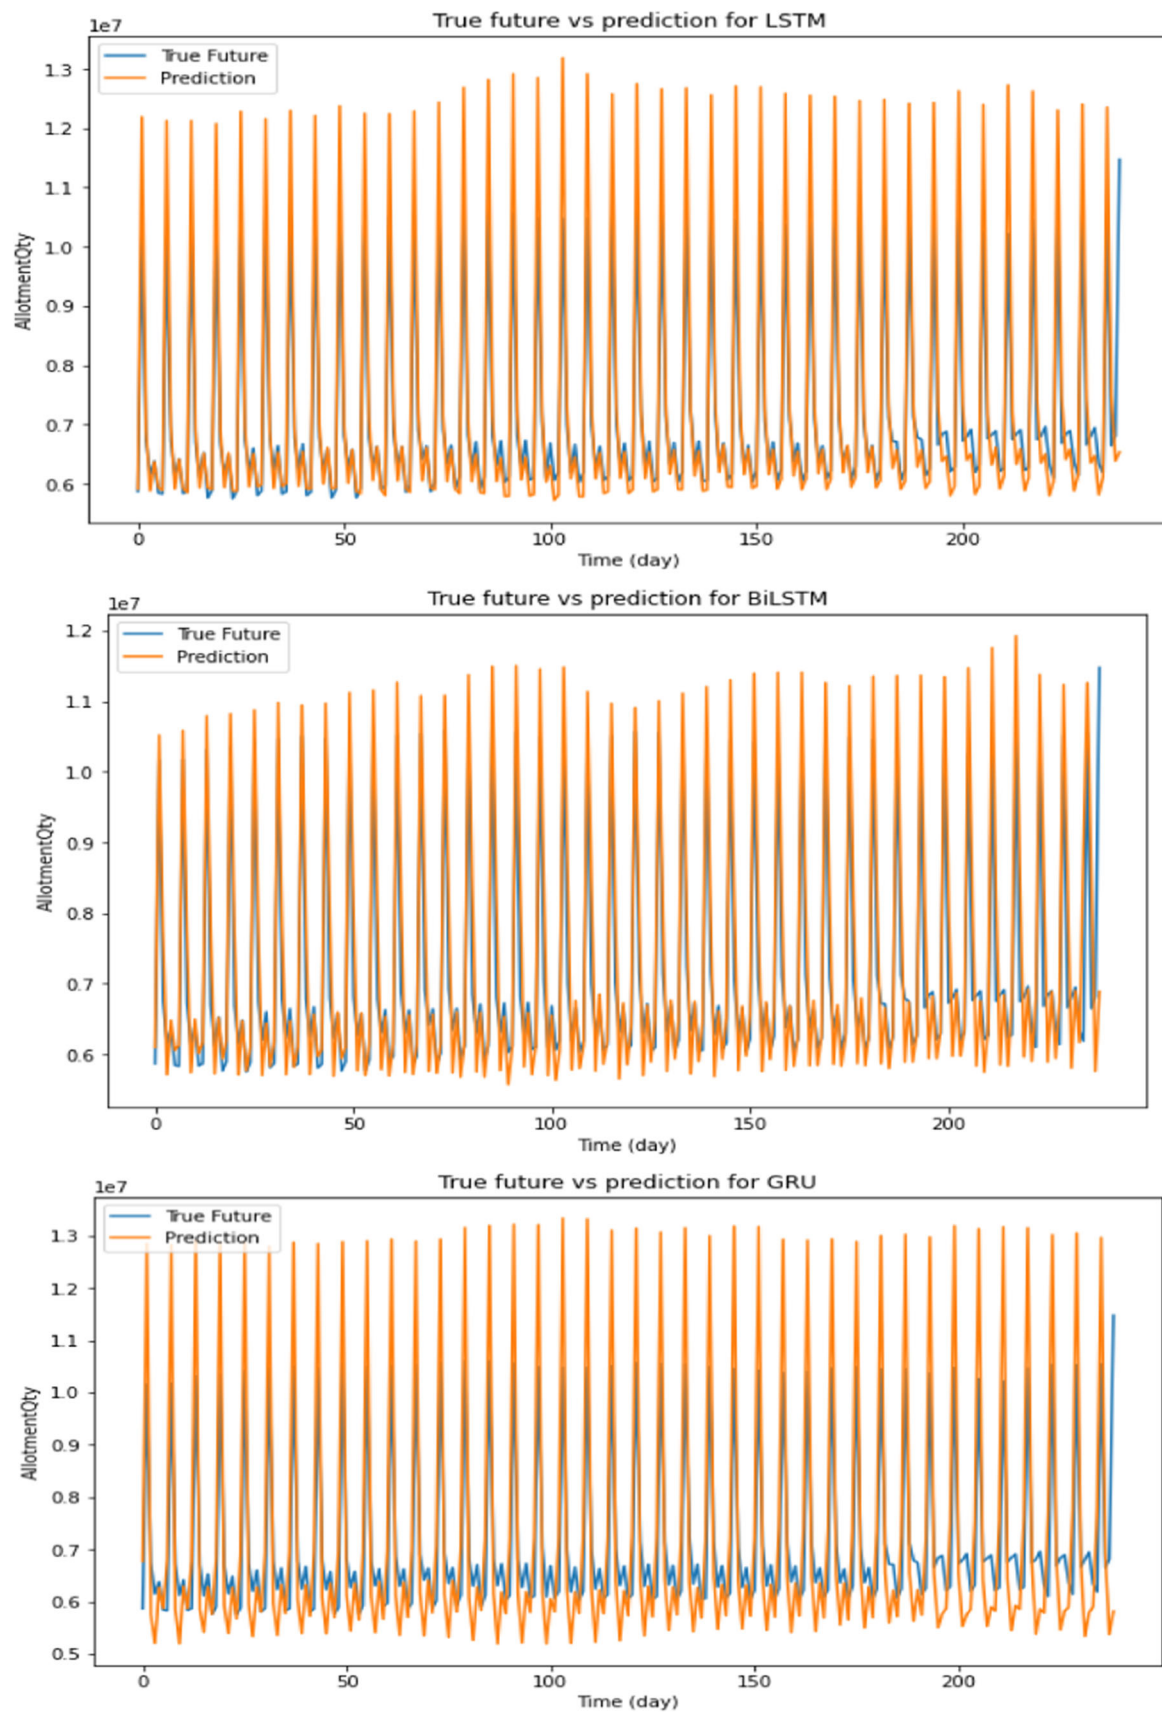 True future vs prediction for LSTM
1e7
True Future
Prediction
1.3
1.2
1.1
1.0
0.9
0.8
0.7
0.6
AllotmentQty
0 50 100 150 200
Time (day)
True future vs prediction for BiLSTM
1e7
True Future
Prediction
1.2
1.1
1.0
0.9
0.8
0.7
0.6
AllotmentQty
0 50 100 150 200
Time (day)
True future vs prediction for GRU
1e7
True Future
Prediction
1.3
1.2
1.1
1.0
0.9
0.8
0.7
0.6
0.5
AllotmentQty
0 50 100 150 200
Time (day)